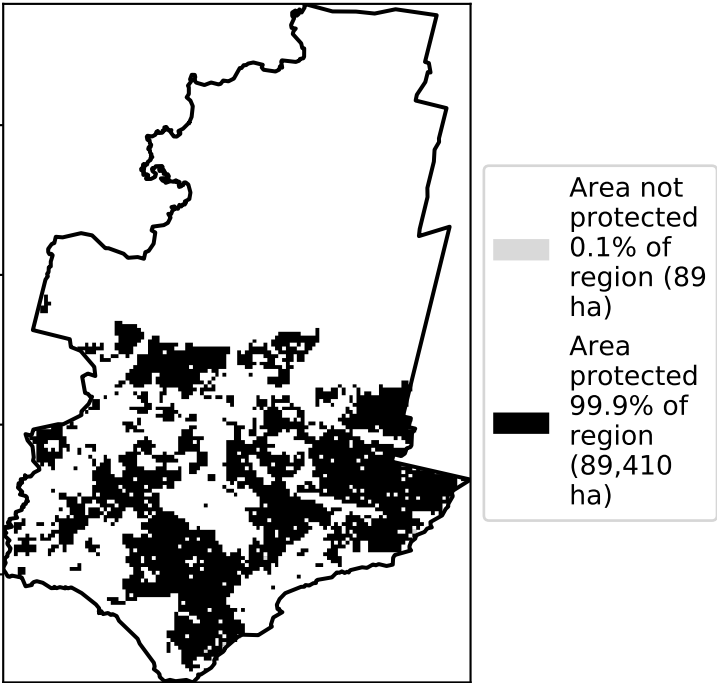 Area not
protected
0.1% of
region (89
ha)
Area
protected
99.9% of
region
(89,410
ha)